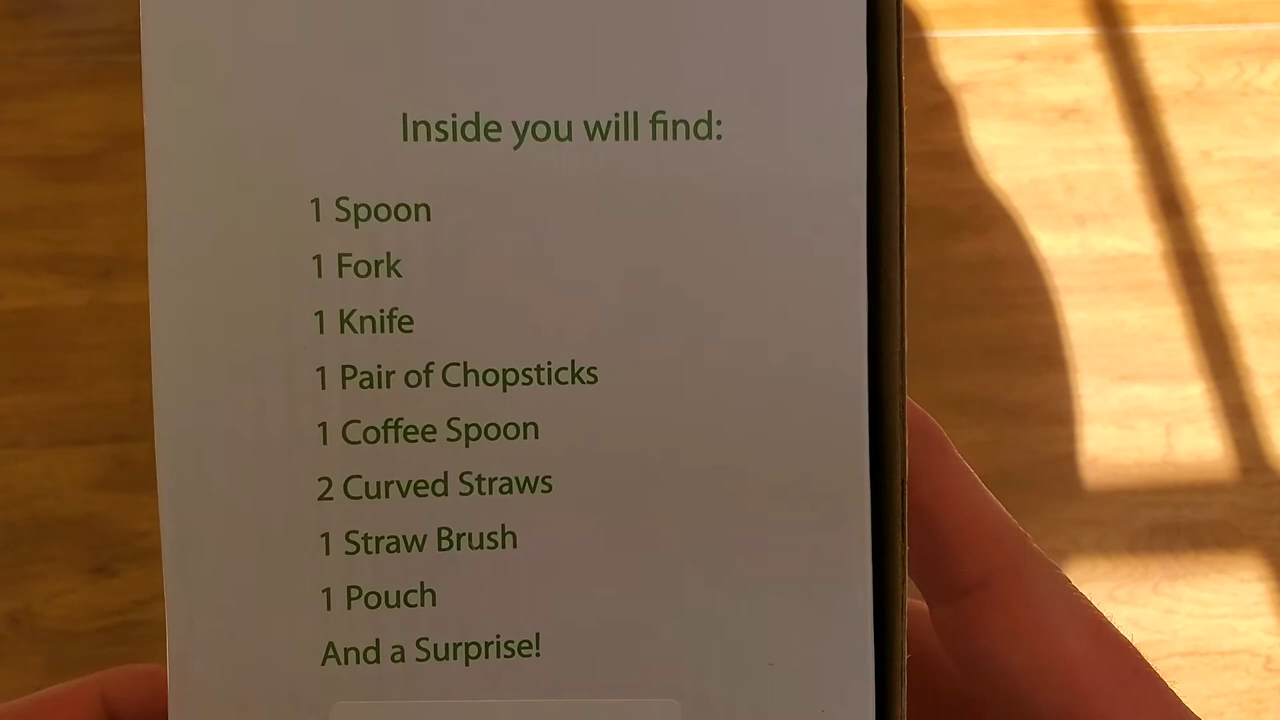 Inside you will find:
1 Spoon
1 Fork
1 Knife
1 Pair of Chopsticks
1 Coffee Spoon
2 Curved Straws
1 Straw Brush
1 Pouch
And a Surprise!